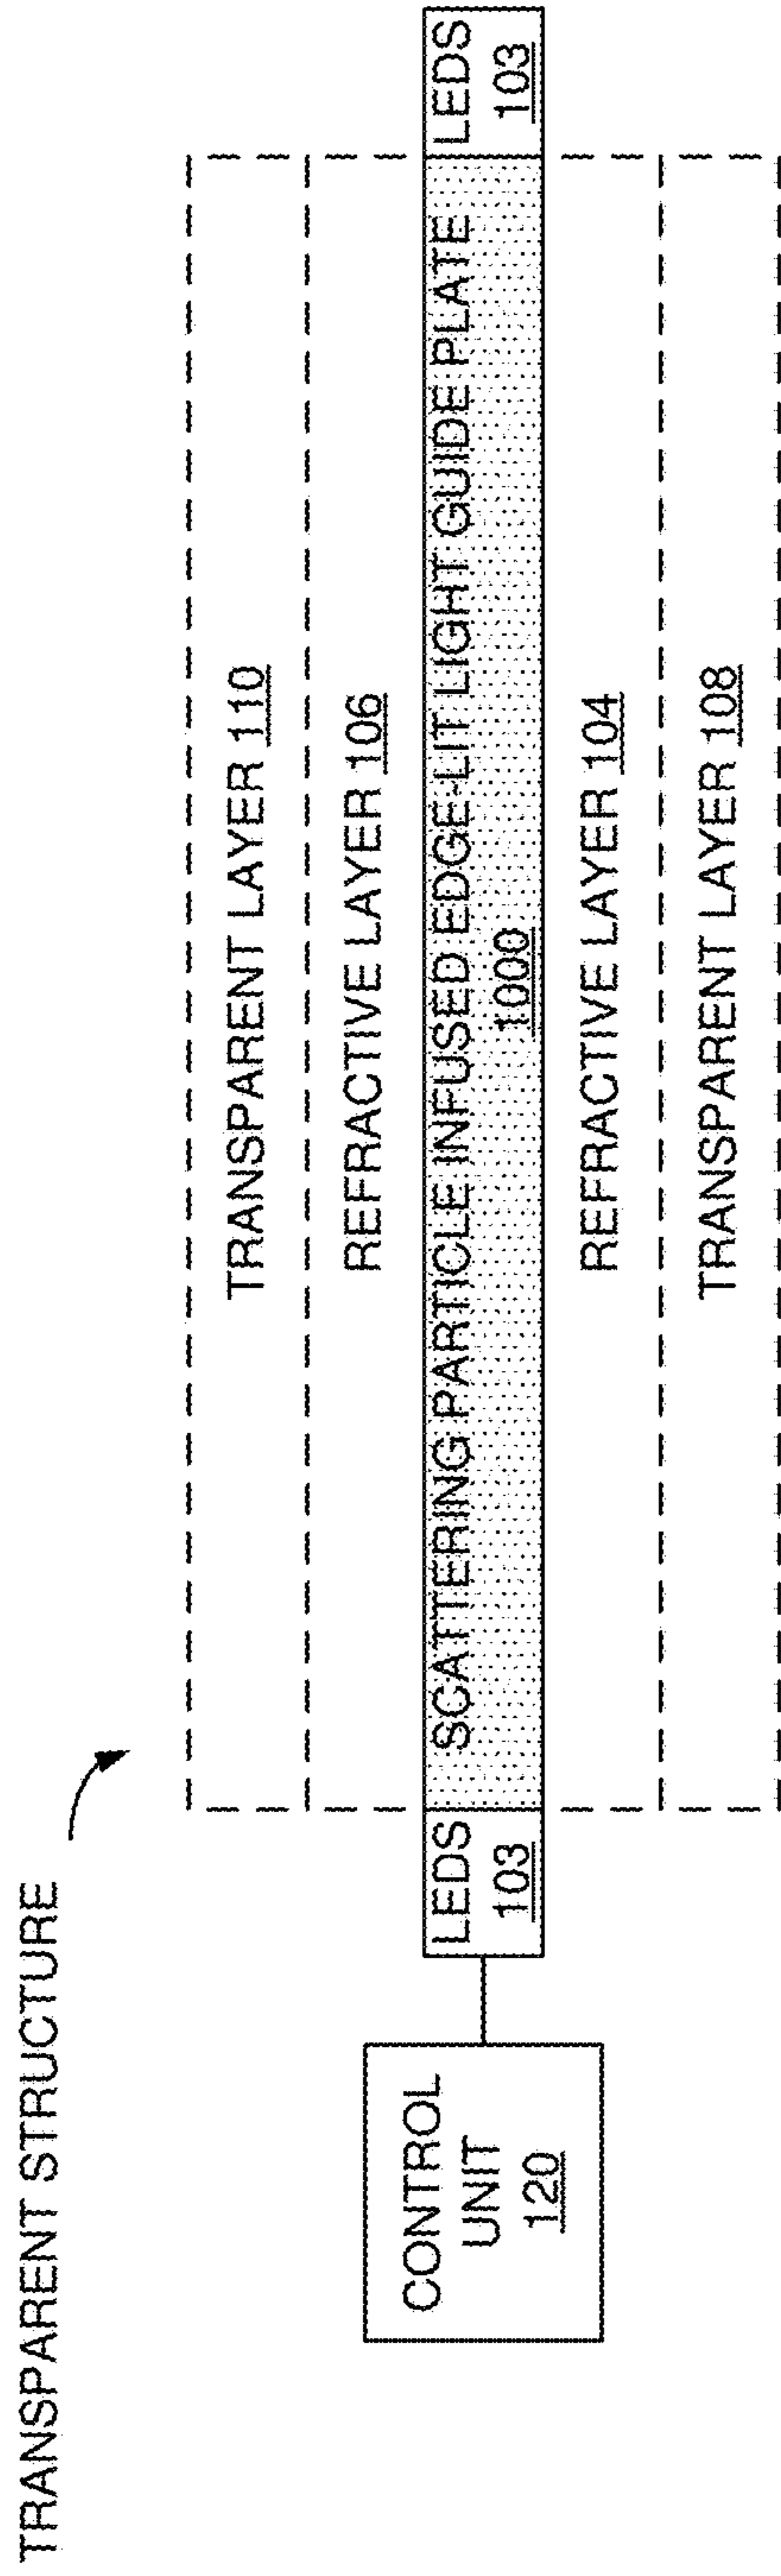 TRANSPARENT STRUCTURE
TRANSPARENT LAYER 110
REFRACTIVE LAYER 106
CONTROL
UNIT
120
LEDS
103
SCATTERING PARTICLE INFUSED EDGE-LIT LIGHT GUIDE PLATE
1000
LEDS
103
REFRACTIVE LAYER 104
TRANSPARENT LAYER 108